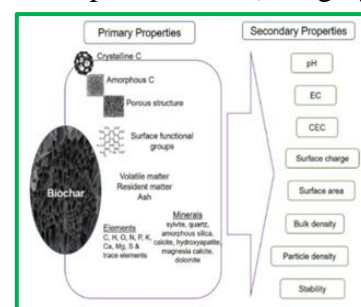 Primary Properties
Secondary Properties
Crystalline C
Amorphous C
Porous structure
Surface functional
groups
Biochar
Volatile matter
Resident matter
Ash
Elements
C, H, O, N, P, K,
Ca, Mg, S &
trace elements
Minerals
sylvite, quartz,
amorphous silica,
calcite, hydroxyapatite,
magnesia calcite,
dolomite
pH
EC
CEC
Surface charge
Surface area
Bulk density
Particle density
Stability